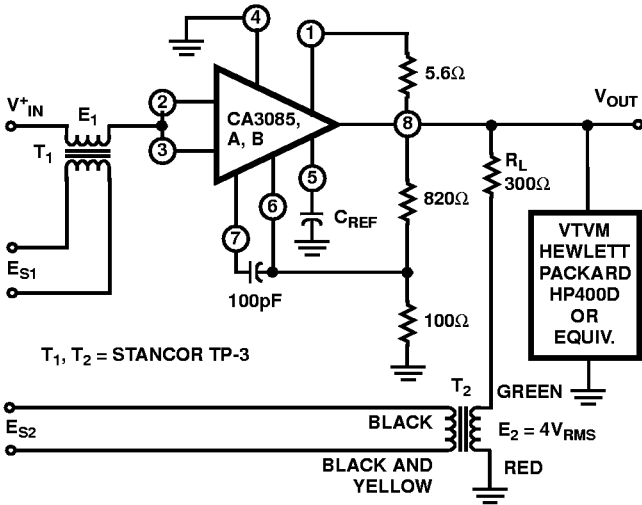 4
1
5.6Ω
V+IN
E1
2
CA3085,
A, B
VOUT
8
T1
3
5
RL
300Ω
6
CREF
820Ω
7
VTVM
HEWLETT
PACKARD
HP400D
OR
EQUIV.
ES1
100pF
100Ω
T1, T2 = STANCOR TP-3
T2
GREEN
ES2
BLACK
E2 = 4VRMS
BLACK AND
YELLOW
RED